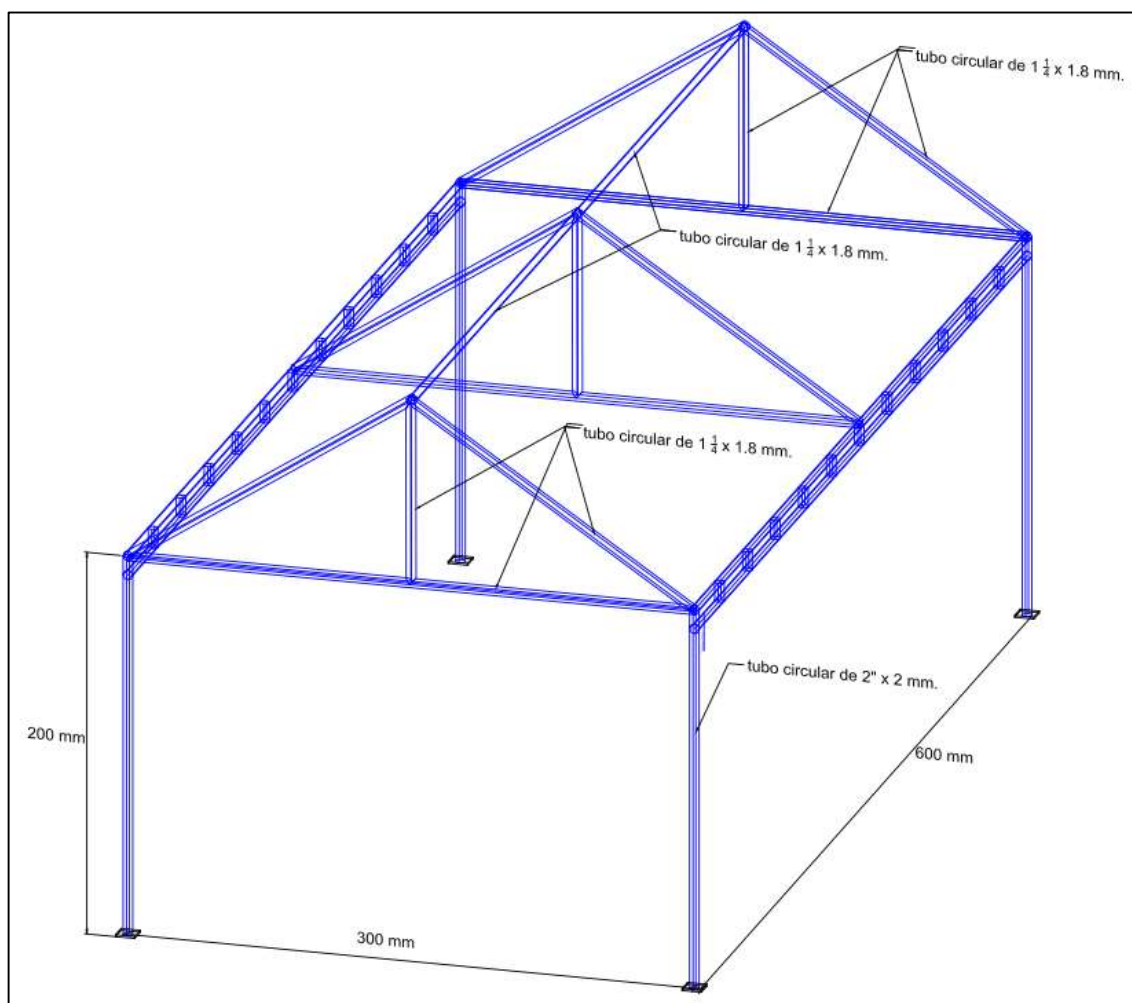 tubo circular de 1 1/4 x 1.8 mm.
tubo circular de 1 1/4 x 1.8 mm.
tubo circular de 1 1/4 x 1.8 mm.
tubo circular de 2" x 2 mm.
200 mm
600 mm
300 mm